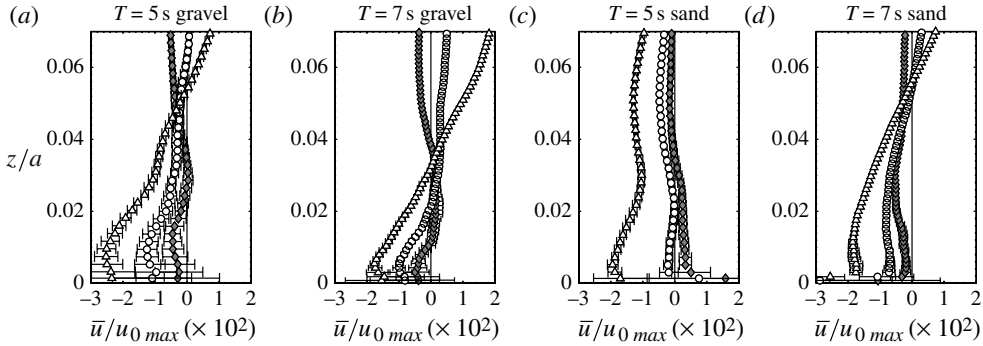 (a) T = 5 s gravel (b) T = 7 s gravel (c) T = 5 s sand (d) T = 7 s sand
0.06 0.06 0.06 0.06
0.04 0.04 0.04 0.04
z/a
0.02 0.02 0.02 0.02
0 0 0 0
−3 −2 −1 0 1 2 −3 −2 −1 0 1 2 −3 −2 −1 0 1 2 −3 −2 −1 0 1 2
u̅/u0 max (× 10²) u̅/u0 max (× 10²) u̅/u0 max (× 10²) u̅/u0 max (× 10²)